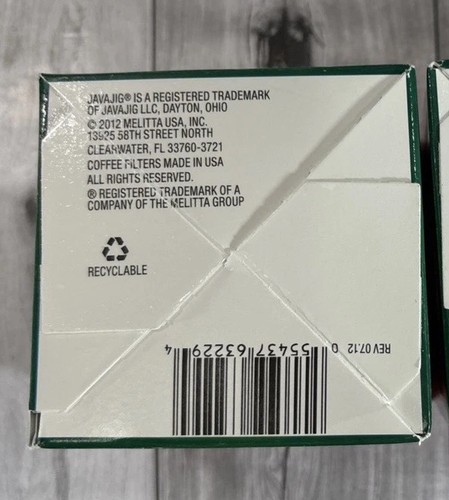 JAVAJIG® IS A REGISTERED TRADEMARK
OF JAVAJIG LLC, DAYTON, OHIO
© 2012 MELITTA USA, INC.
13925 58TH STREET NORTH
CLEARWATER, FL 33760-3721
COFFEE FILTERS MADE IN USA
ALL RIGHTS RESERVED.
® REGISTERED TRADEMARK OF A
COMPANY OF THE MELITTA GROUP
RECYCLABLE
REV 07.12
0 55437 63229 4